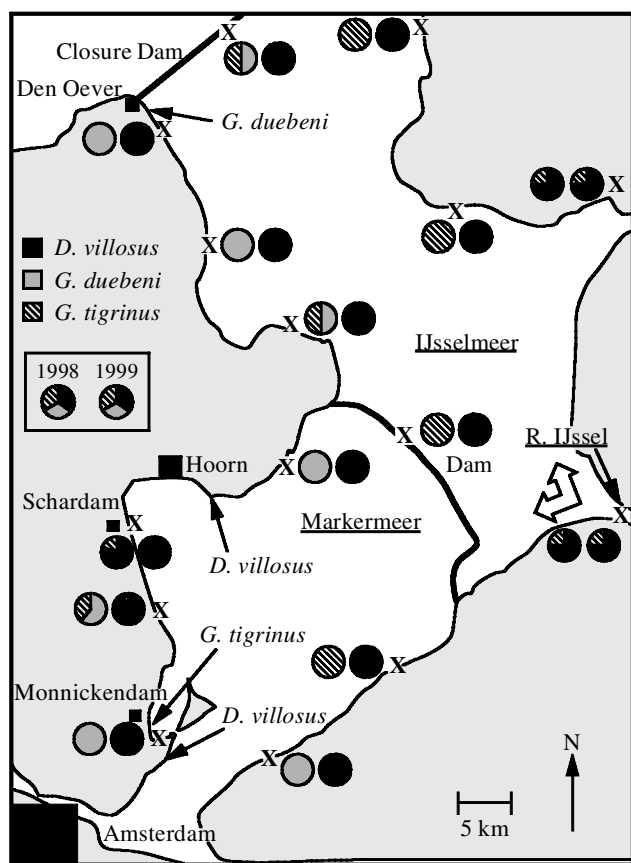 X
Closure Dam
X
Den Oever
G. duebeni
X
X
X
X
D. villosus
G. duebeni
G. tigrinus
X
IJsselmeer
1998 1999
X
R. IJssel
Dam
Hoorn
X
Schardam
X
Markermeer
X
D. villosus
X
G. tigrinus
X
Monnickendam
D. villosus
X
X
N
5 km
Amsterdam